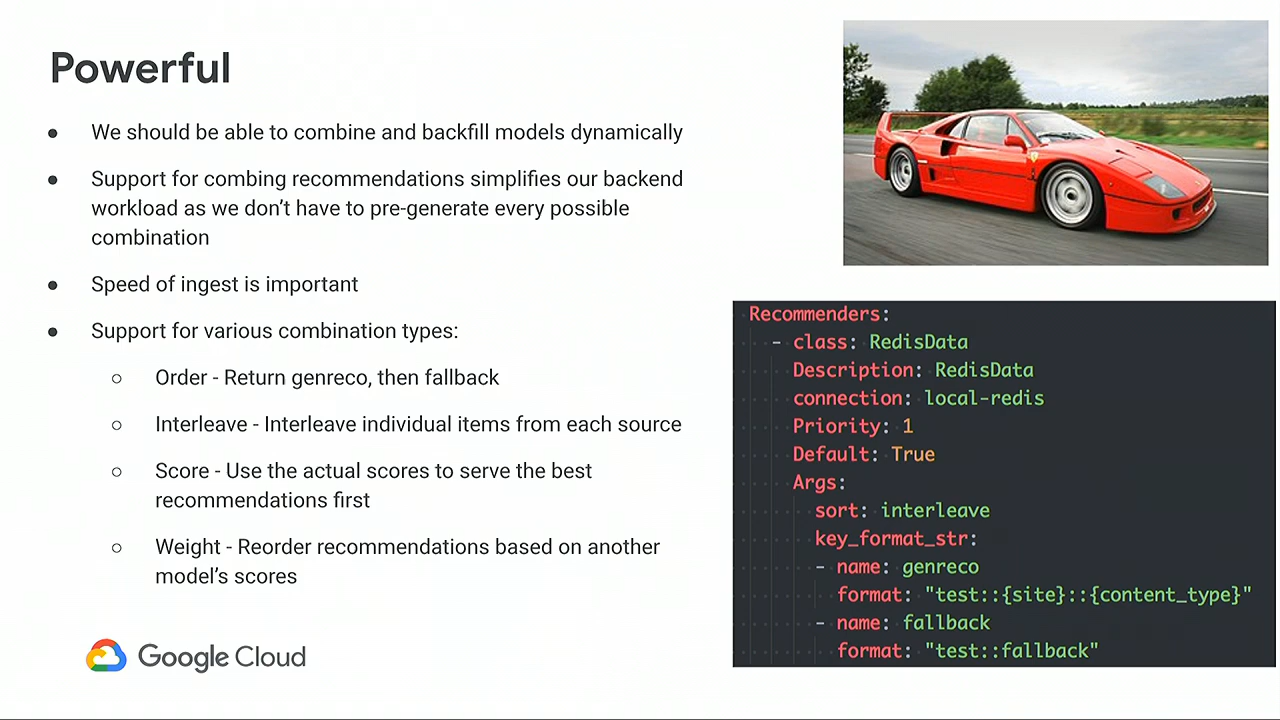 Powerful
● We should be able to combine and backfill models dynamically
● Support for combing recommendations simplifies our backend
workload as we don’t have to pre-generate every possible
combination
● Speed of ingest is important
● Support for various combination types:
○ Order - Return genreco, then fallback
○ Interleave - Interleave individual items from each source
○ Score - Use the actual scores to serve the best
recommendations first
○ Weight - Reorder recommendations based on another
model’s scores
Google Cloud
Recommenders:
- class: RedisData
Description: RedisData
connection: local-redis
Priority: 1
Default: True
Args:
sort: interleave
key_format_str:
- name: genreco
format: "test::{site}::{content_type}"
- name: fallback
format: "test::fallback"